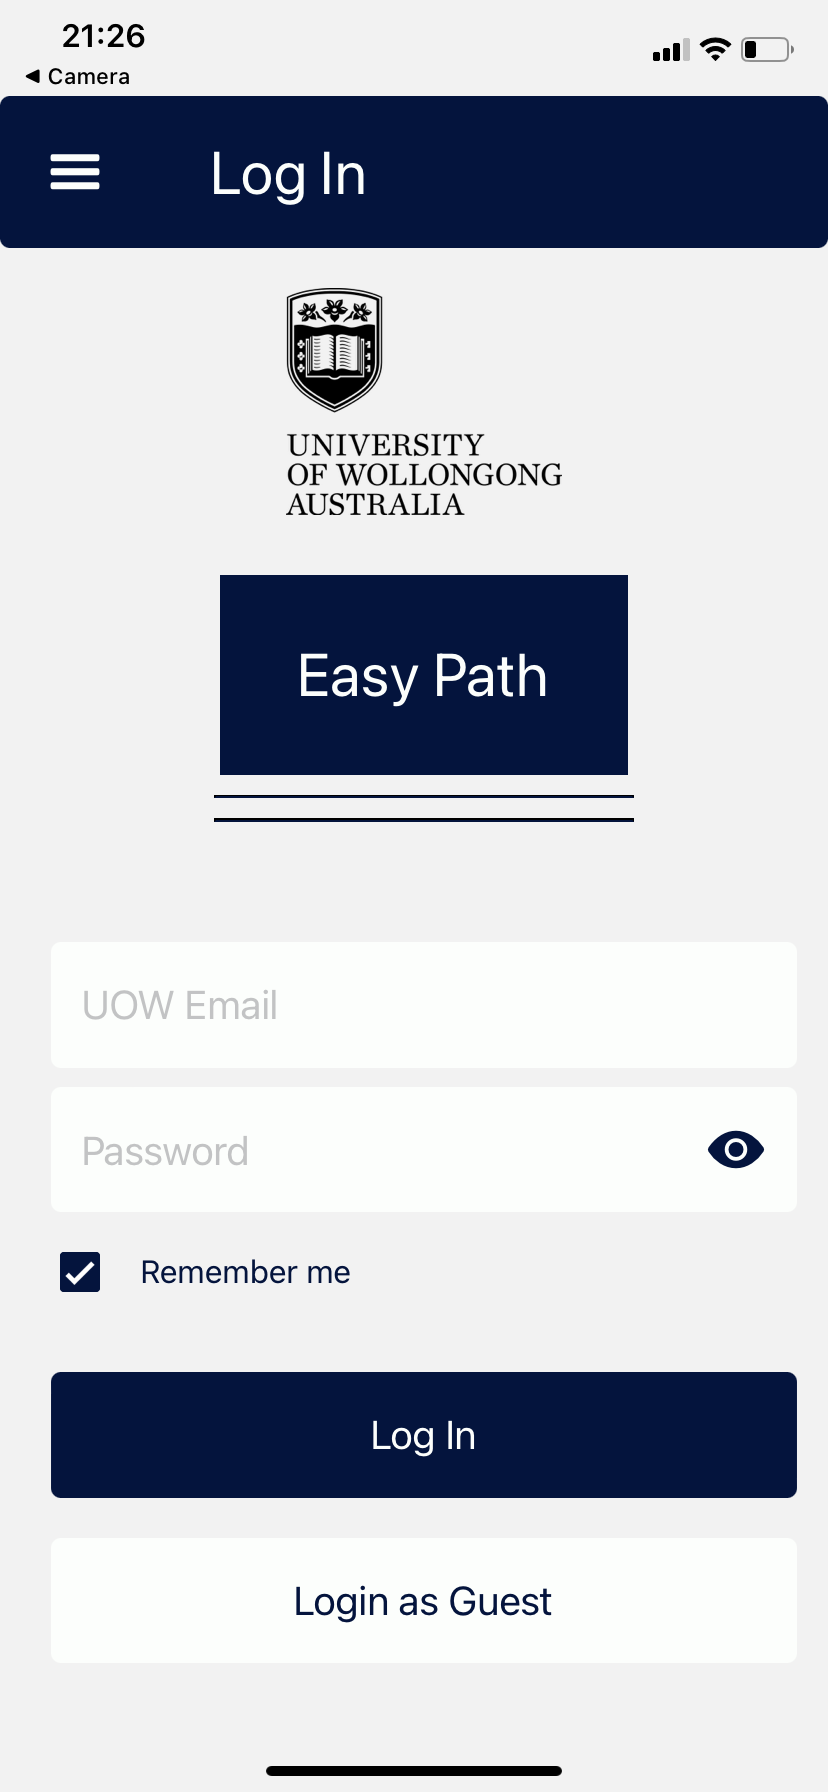 21:26
◀ Camera
Log In
UNIVERSITY
OF WOLLONGONG
AUSTRALIA
Easy Path
UOW Email
Password
Remember me
Log In
Login as Guest